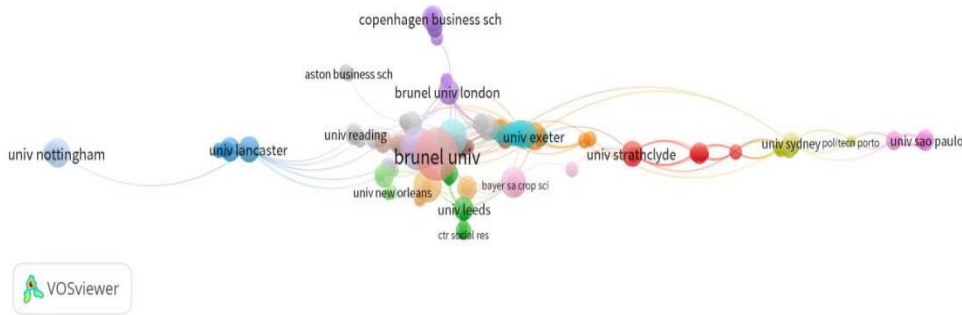 copenhagen business sch
aston business sch
brunel univ london
univ reading
univ exeter
univ nottingham
univ lancaster
brunel univ
univ strathclyde
univ sydney
politecn porto
univ sao paulo
univ new orleans
bayer sa crop sci
univ leeds
ctr social res
VOSviewer